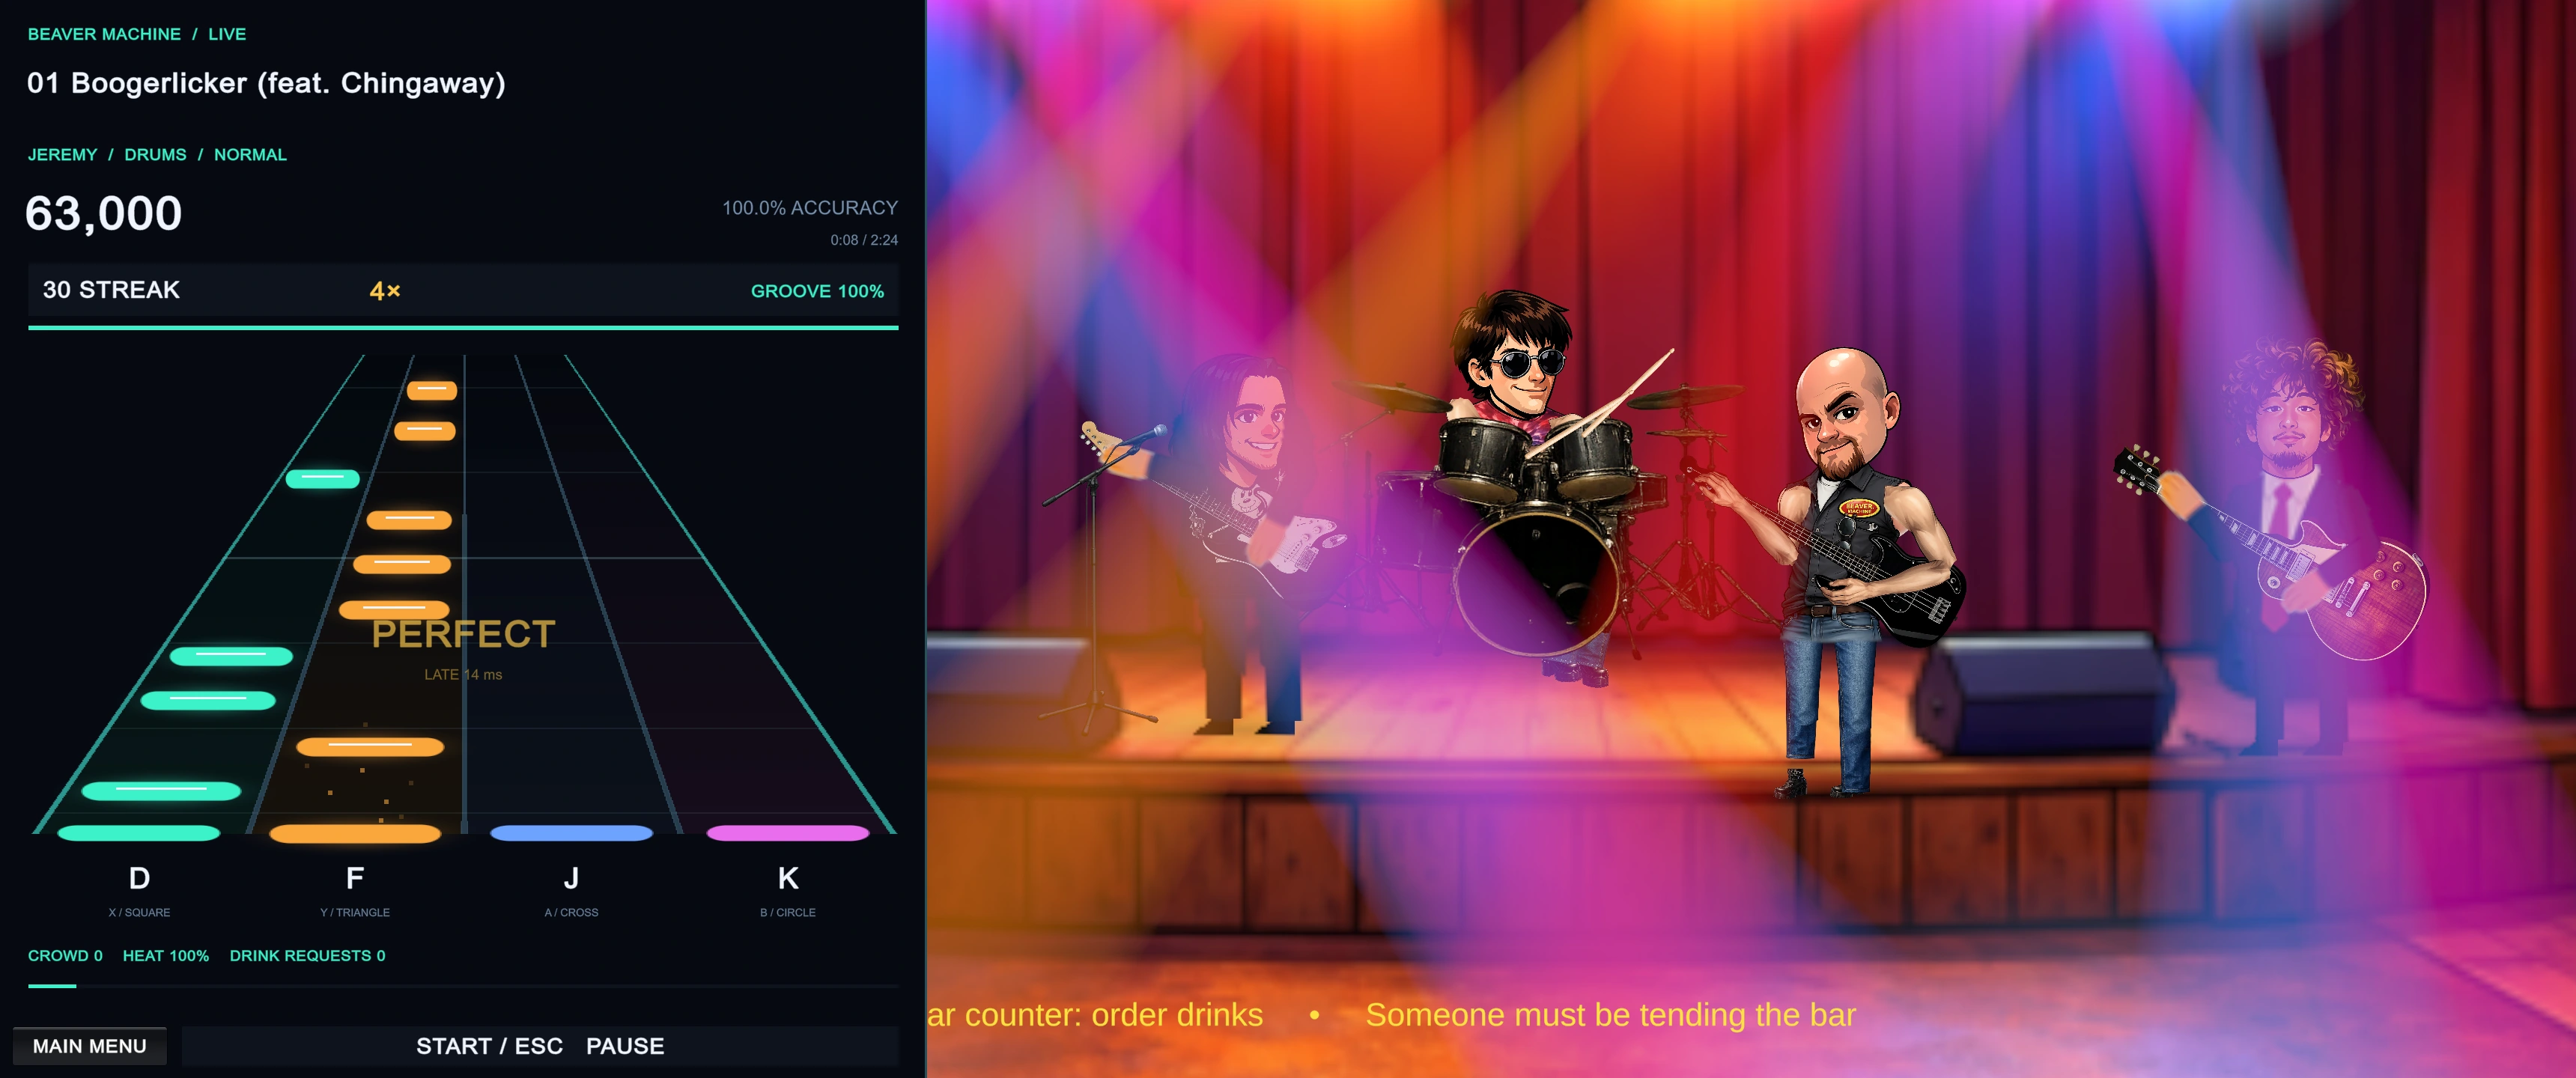 BEAVER MACHINE / LIVE
01 Boogerlicker (feat. Chingaway)
JEREMY / DRUMS / NORMAL
63,000
100.0% ACCURACY
0:08 / 2:24
30 STREAK 4× GROOVE 100%
PERFECT
LATE 14 ms
D F J K
X / SQUARE Y / TRIANGLE A / CROSS B / CIRCLE
CROWD 0 HEAT 100% DRINK REQUESTS 0
MAIN MENU START / ESC PAUSE
BEAVER
MACHINE
ar counter: order drinks • Someone must be tending the bar